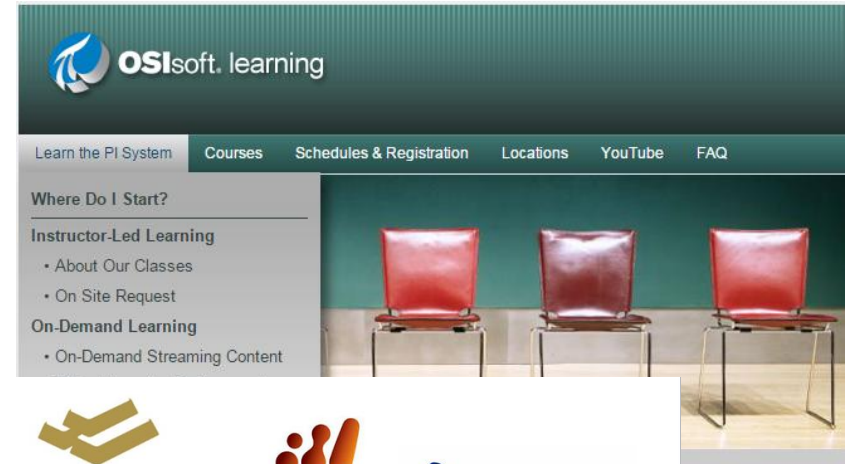 OSIsoft. learning
Learn the PI System Courses Schedules & Registration Locations YouTube FAQ
Where Do I Start?
Instructor-Led Learning
• About Our Classes
• On Site Request
On-Demand Learning
• On-Demand Streaming Content